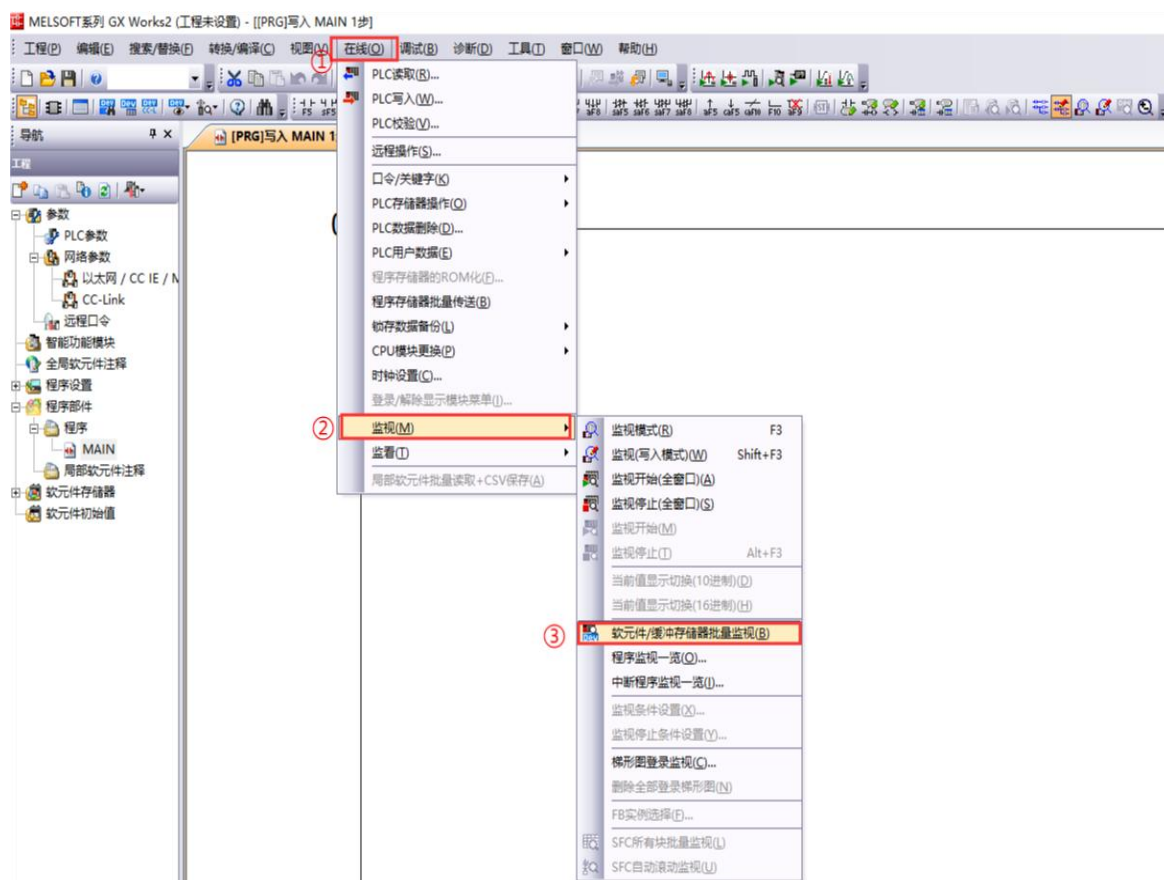 MELSOFT系列 GX Works2 (工程未设置) - [[PRG]写入 MAIN 1步]
工程(P) 编辑(E) 搜索/替换(F) 转换/编译(C) 视图(V) 在线(O) 调试(B) 诊断(D) 工具(T) 窗口(W) 帮助(H)
①
导航
[PRG]写入 MAIN 1
工程
参数
PLC参数
网络参数
以太网 / CC IE / N
CC-Link
远程口令
智能功能模块
全局软元件注释
程序设置
程序部件
程序
MAIN
局部软元件注释
软元件存储器
软元件初始值
PLC读取(R)...
PLC写入(W)...
PLC校验(V)...
远程操作(S)...
口令/关键字(K)
PLC存储器操作(O)
PLC数据删除(D)...
PLC用户数据(E)
程序存储器的ROM化(F)...
程序存储器批量传送(B)
锁存数据备份(L)
CPU模块更换(P)
时钟设置(C)...
登录/解除显示模块菜单(I)...
② 监视(M)
监看(T)
局部软元件批量读取+CSV保存(A)
监视模式(R) F3
监视(写入模式)(W) Shift+F3
监视开始(全窗口)(A)
监视停止(全窗口)(S)
监视开始(M)
监视停止(T) Alt+F3
当前值显示切换(10进制)(D)
当前值显示切换(16进制)(H)
③ 软元件/缓冲存储器批量监视(B)
程序监视一览(O)...
中断程序监视一览(I)...
监视条件设置(X)...
监视停止条件设置(Y)...
梯形图登录监视(C)...
删除全部登录梯形图(N)
FB实例选择(F)...
SFC所有块批量监视(L)
SFC自动滚动监视(U)